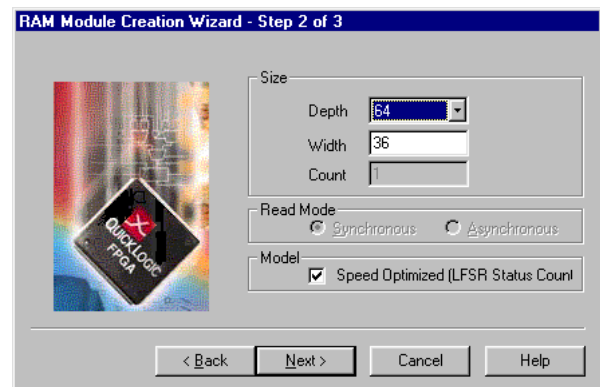 RAM Module Creation Wizard - Step 2 of 3
Size
Depth 64
Width 36
Count 1
Read Mode
Synchronous Asynchronous
Model
Speed Optimized (LFSR Status Count
QUICKLOGIC
FPGA
< Back Next > Cancel Help